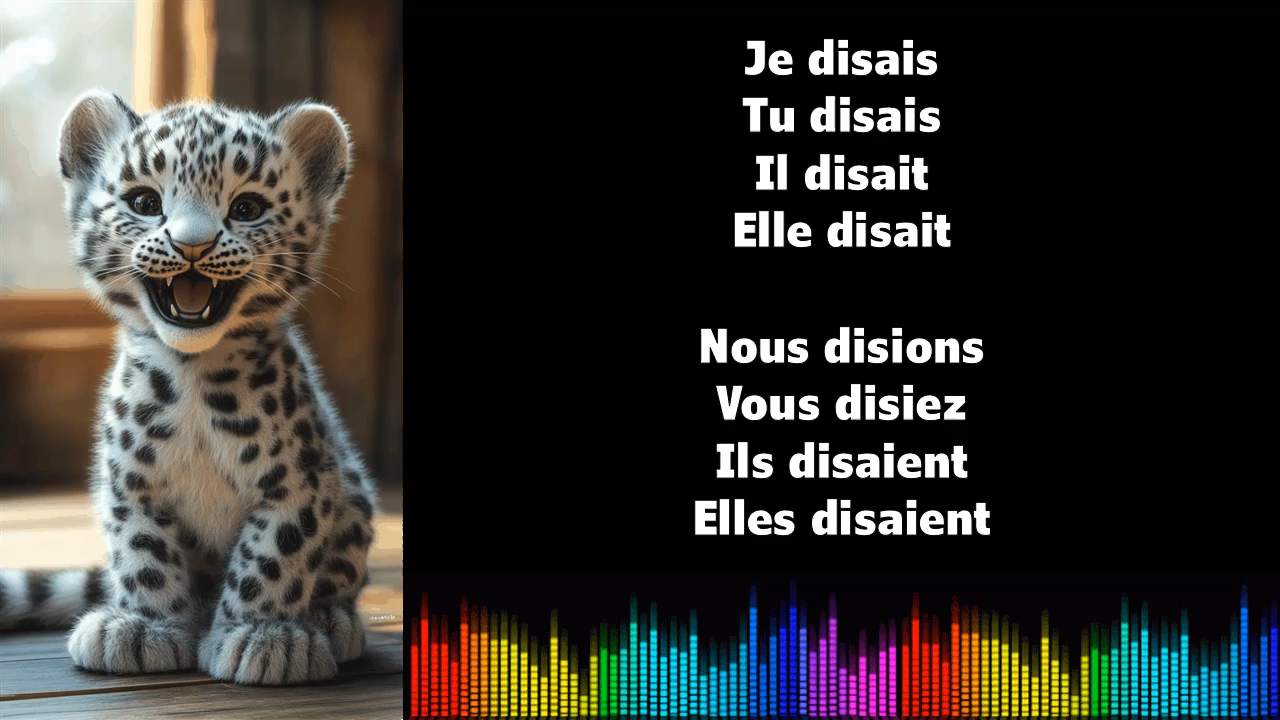 Je disais
Tu disais
Il disait
Elle disait
Nous disions
Vous disiez
Ils disaient
Elles disaient